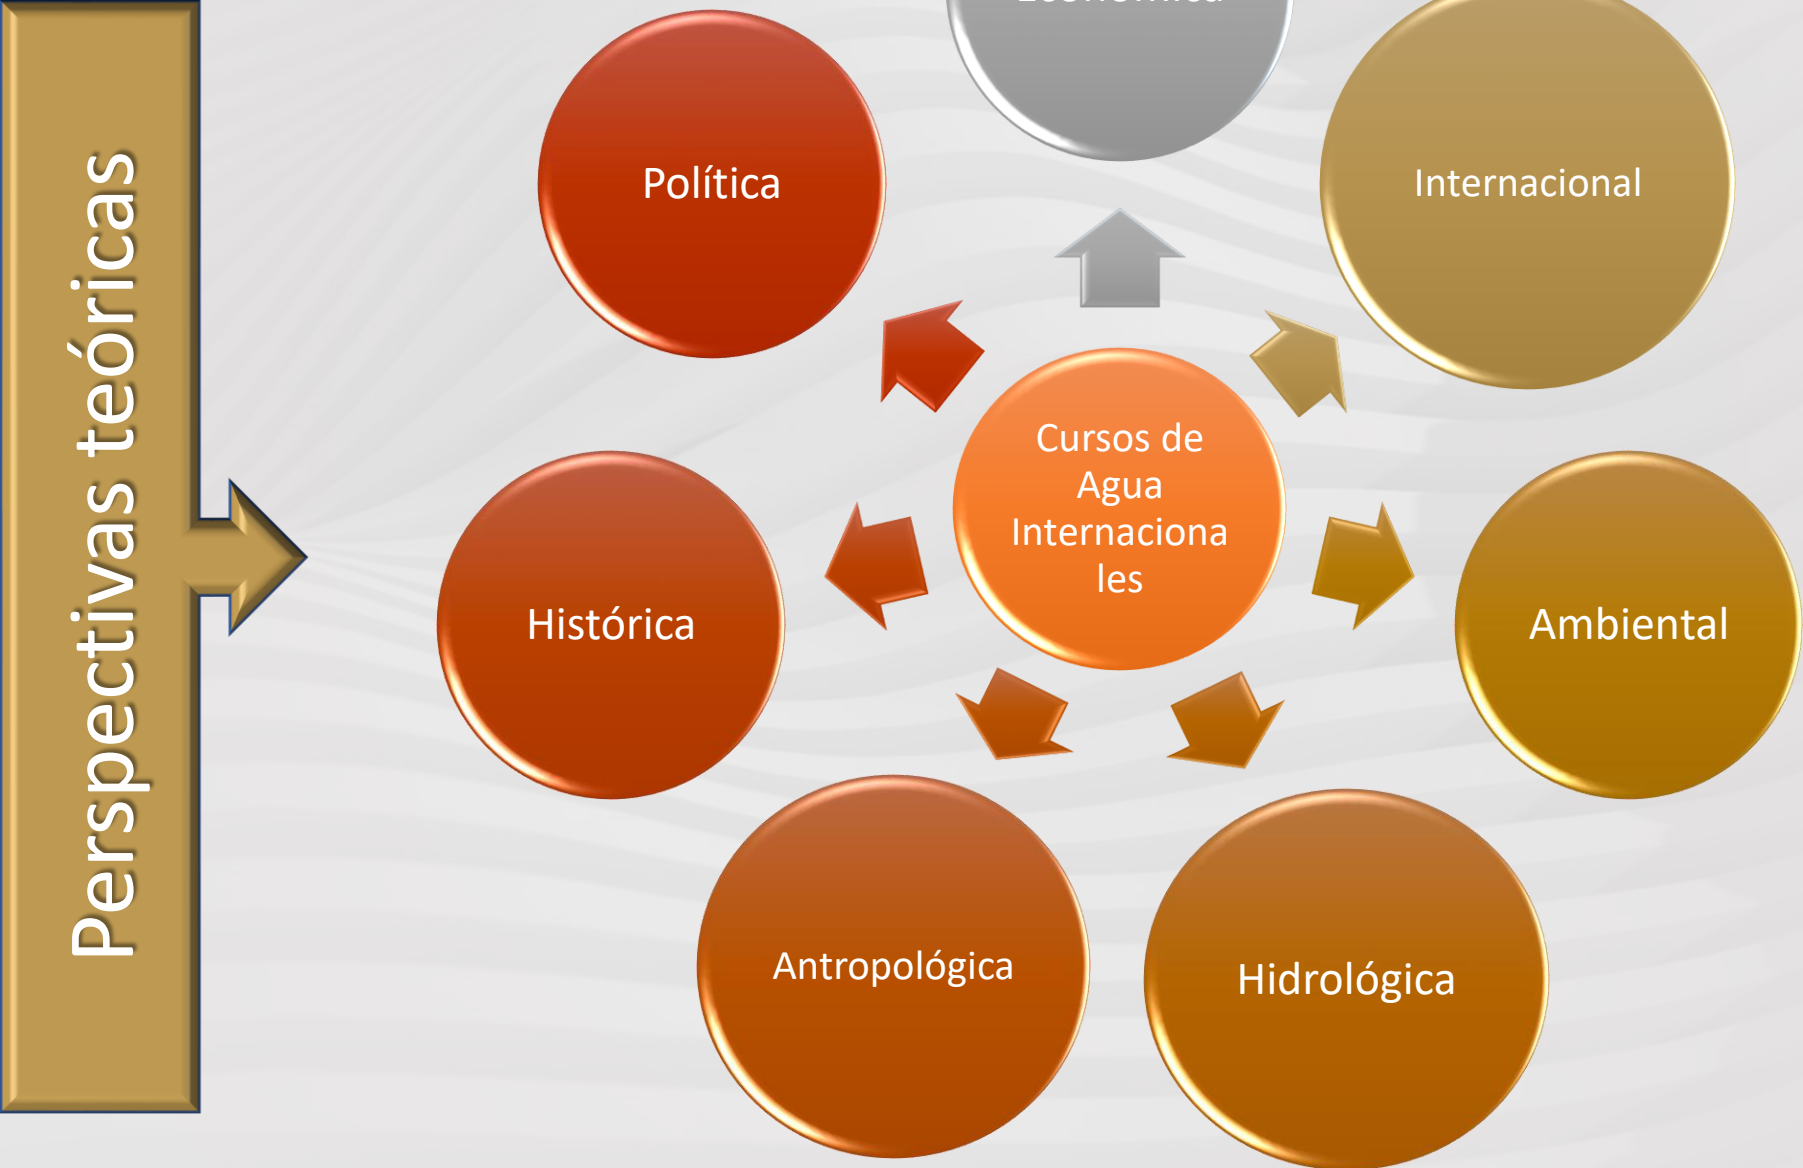 Perspectivas teóricas
Política
Internacional
Cursos de
Agua
Internaciona
les
Histórica
Ambiental
Antropológica
Hidrológica